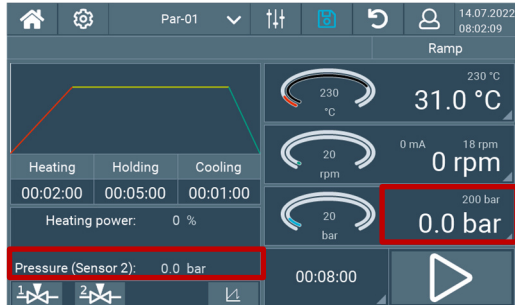 Par-01
14.07.2022
08:02:09
Ramp
230
°C
230 °C
31.0 °C
20
rpm
0 mA 18 rpm
0 rpm
Heating Holding Cooling
00:02:00 00:05:00 00:01:00
Heating power: 0 %
20
bar
200 bar
0.0 bar
Pressure (Sensor 2): 0.0 bar
00:08:00
1 2